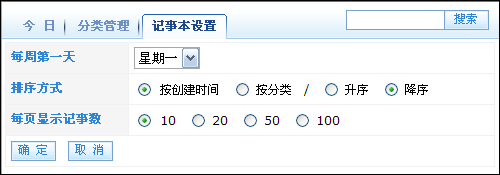 今 日 分类管理 记事本设置 搜索
每周第一天 星期一
排序方式 按创建时间 按分类 / 升序 降序
每页显示记事数 10 20 50 100
确 定 取 消